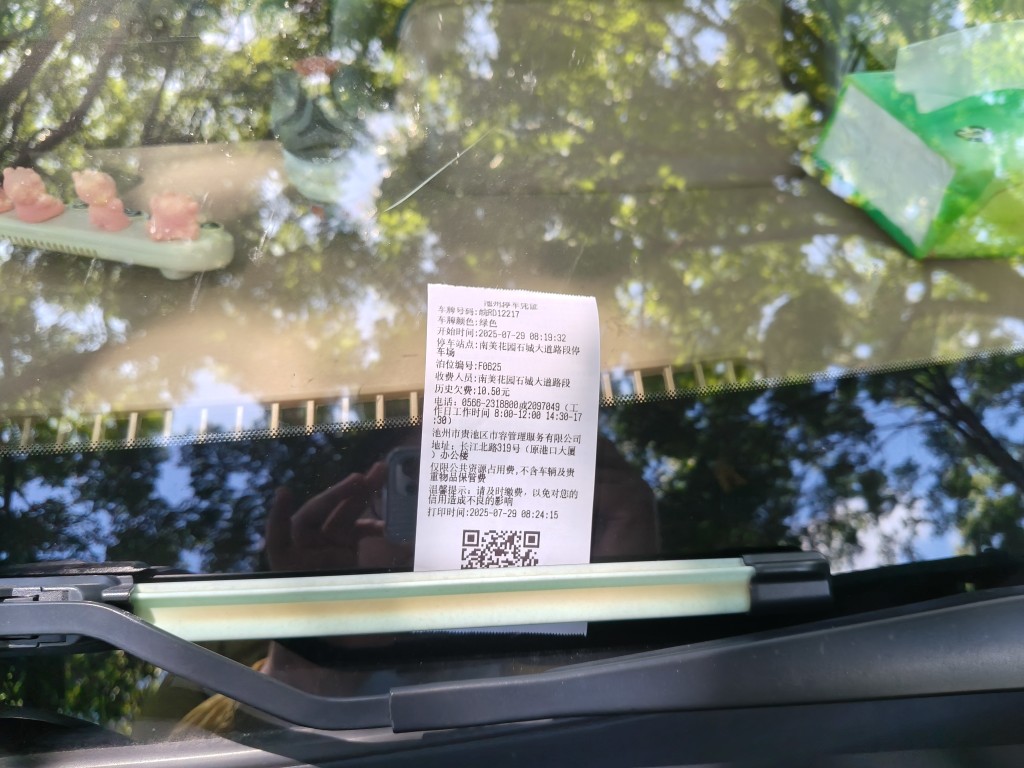 池州停车凭证
车牌号码:皖RD12217
车牌颜色:绿色
开始时间:2025-07-29 08:19:32
停车站点:南美花园石城大道路段停
车场
泊位编号:F0625
收费人员:南美花园石城大道路段
历史欠费:10.50元
电话: 0566-2318800或2097049（工
作日工作时间 8:00-12:00 14:30-17
:30）
池州市贵池区市容管理服务有限公司
地址: 长江北路319号（原港口大厦
）办公楼
仅限公共资源占用费,不含车辆及贵
重物品保管费
温馨提示: 请及时缴费，以免对您的
信用造成不良的影响
打印时间:2025-07-29 08:24:15